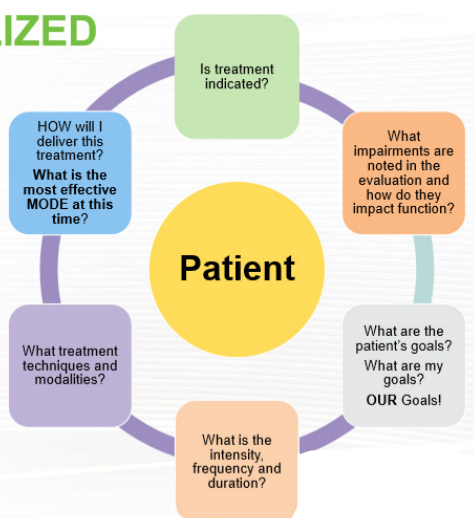 LIZED
Is treatment
indicated?
What
impairments are
noted in the
evaluation and
how do they
impact function?
What are the
patient's goals?
What are my
goals?
OUR Goals!
What is the
intensity,
frequency and
duration?
What treatment
techniques and
modalities?
HOW will I
deliver this
treatment?
What is the
most effective
MODE at this
time?
Patient